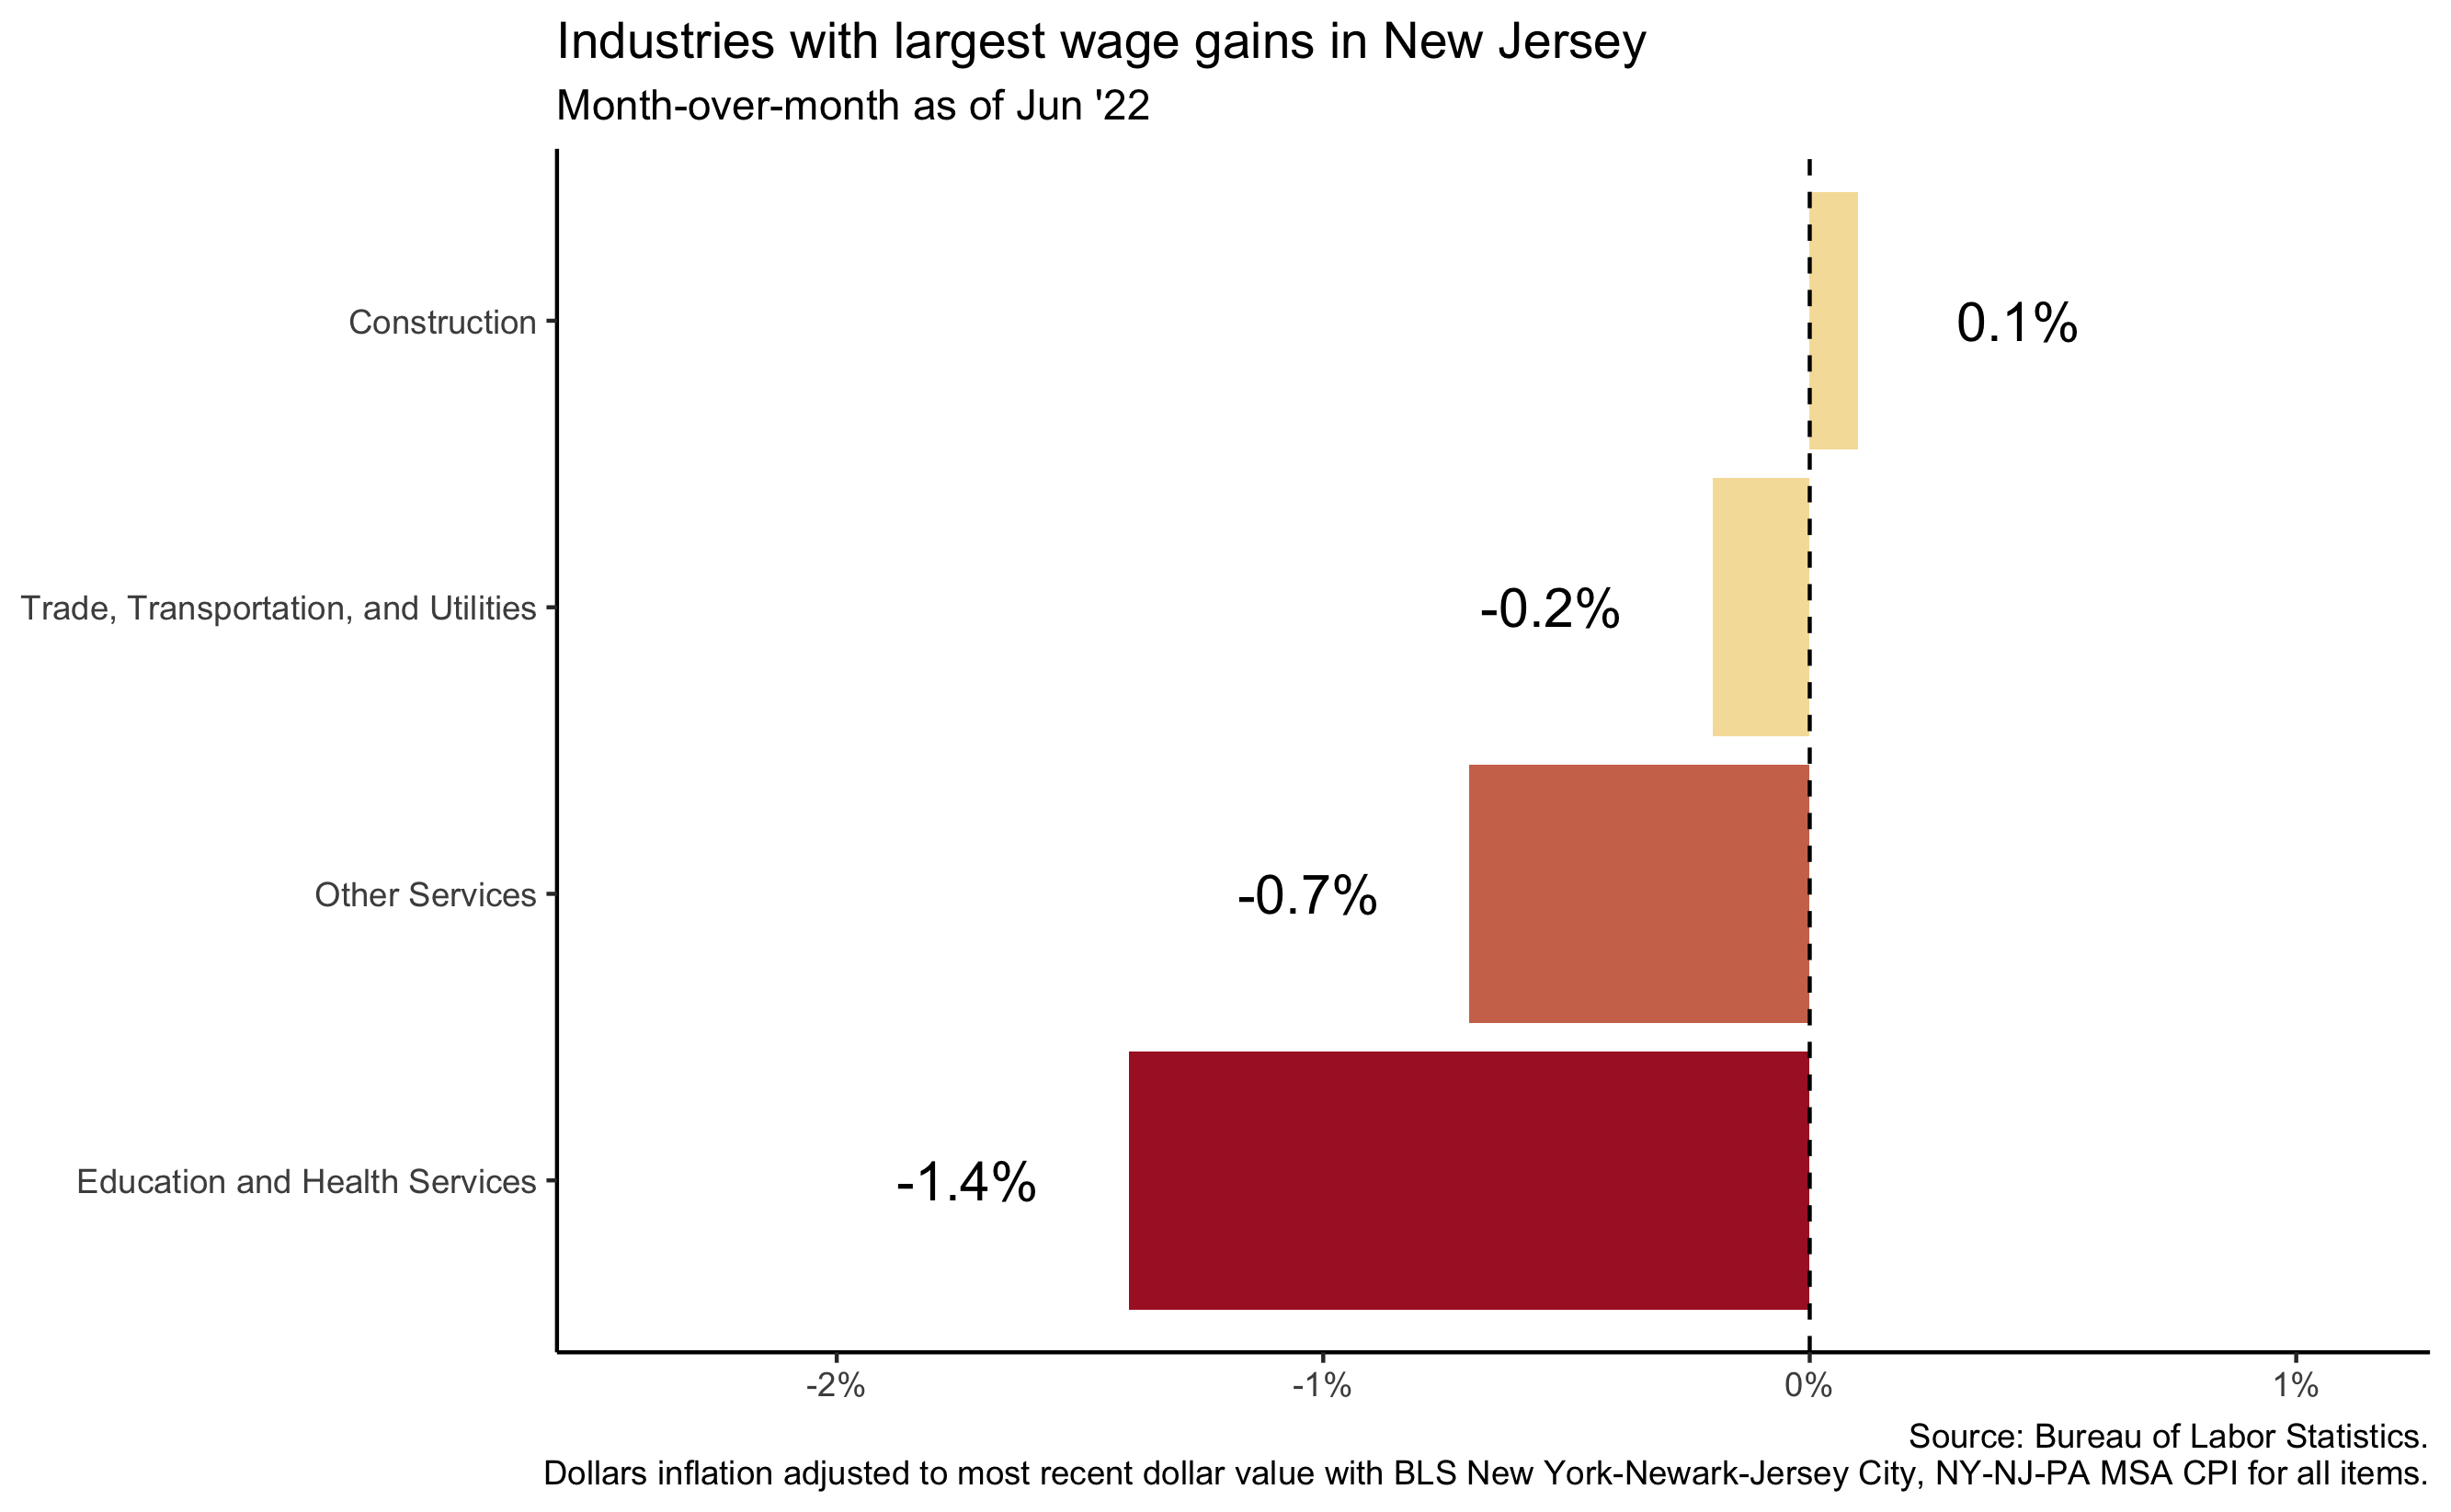 Industries with largest wage gains in New Jersey
Month-over-month as of Jun '22
Construction
0.1%
Trade, Transportation, and Utilities
-0.2%
Other Services
-0.7%
Education and Health Services
-1.4%
-2%
-1%
0%
1%
Source: Bureau of Labor Statistics.
Dollars inflation adjusted to most recent dollar value with BLS New York-Newark-Jersey City, NY-NJ-PA MSA CPI for all items.